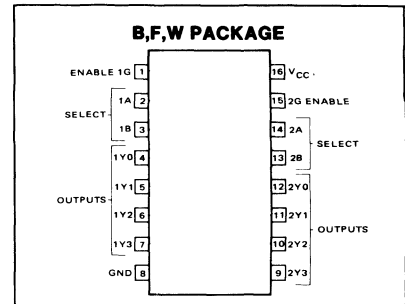 B,F,W PACKAGE
ENABLE 1G 1
16 VCC
1A 2
15 2G ENABLE
SELECT
1B 3
14 2A
SELECT
13 2B
1Y0 4
12 2Y0
1Y1 5
11 2Y1
OUTPUTS
1Y2 6
10 2Y2
OUTPUTS
1Y3 7
9 2Y3
GND 8